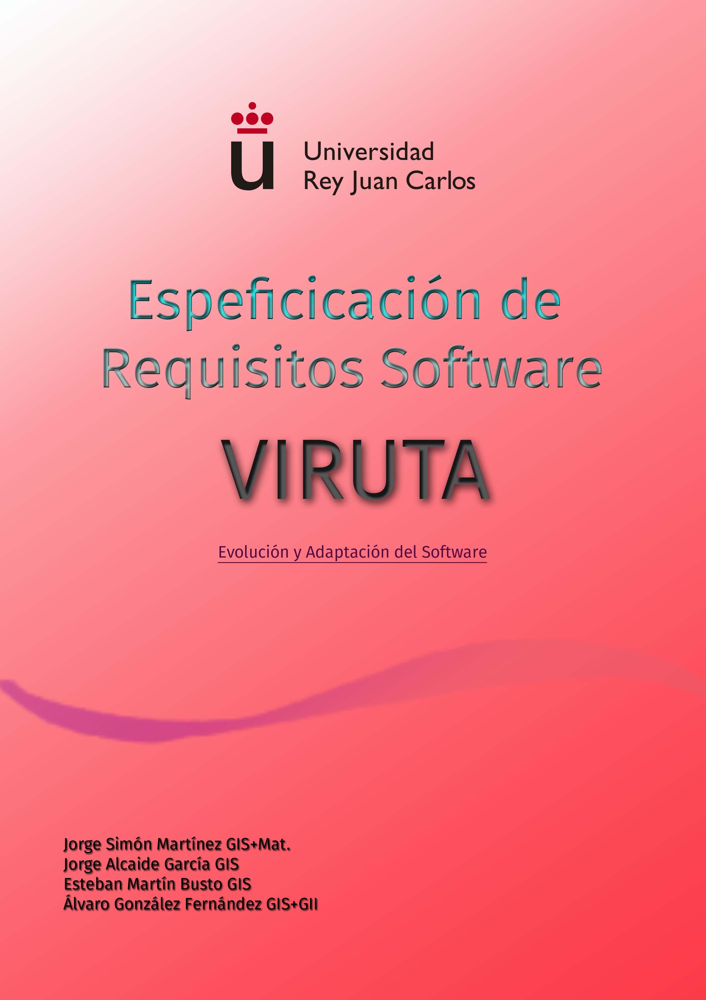 u
Universidad
Rey Juan Carlos
Espeficicación de
Requisitos Software
VIRUTA
Evolución y Adaptación del Software
Jorge Simón Martínez GIS+Mat.
Jorge Alcaide García GIS
Esteban Martín Busto GIS
Álvaro González Fernández GIS+GII